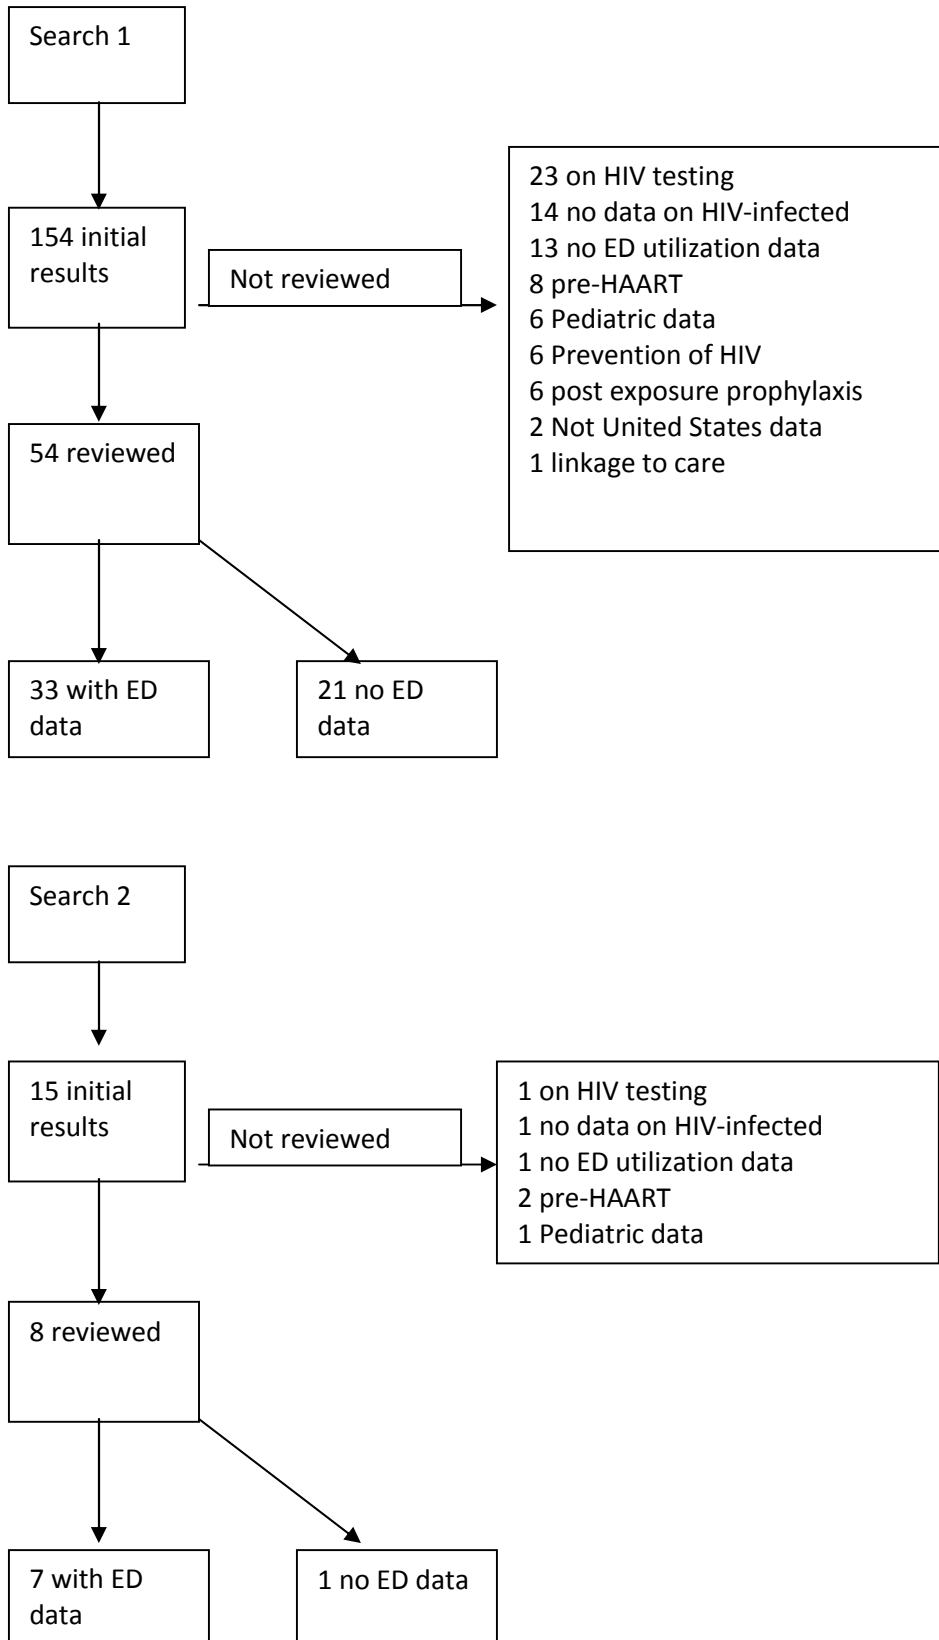 Search 1
154 initial
results
Not reviewed
23 on HIV testing
14 no data on HIV-infected
13 no ED utilization data
8 pre-HAART
6 Pediatric data
6 Prevention of HIV
6 post exposure prophylaxis
2 Not United States data
1 linkage to care
54 reviewed
33 with ED
data
21 no ED
data
Search 2
15 initial
results
Not reviewed
1 on HIV testing
1 no data on HIV-infected
1 no ED utilization data
2 pre-HAART
1 Pediatric data
8 reviewed
7 with ED
data
1 no ED data